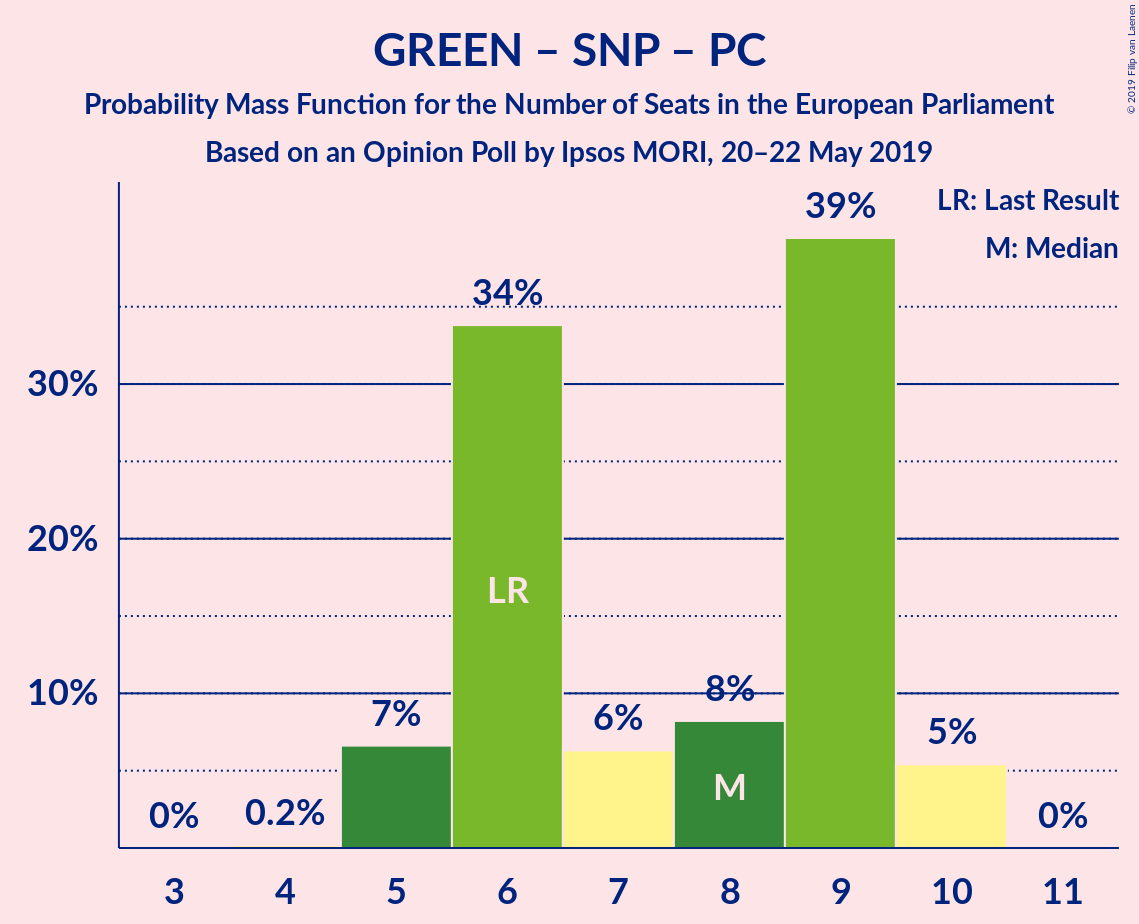 GREEN – SNP – PC
Probability Mass Function for the Number of Seats in the European Parliament
Based on an Opinion Poll by Ipsos MORI, 20–22 May 2019
© 2019 Filip van Laenen
LR: Last Result
M: Median
39%
34%
30%
20%
LR
10%
8%
7%
6%
5%
M
0%
0.2%
0%
3 4 5 6 7 8 9 10 11